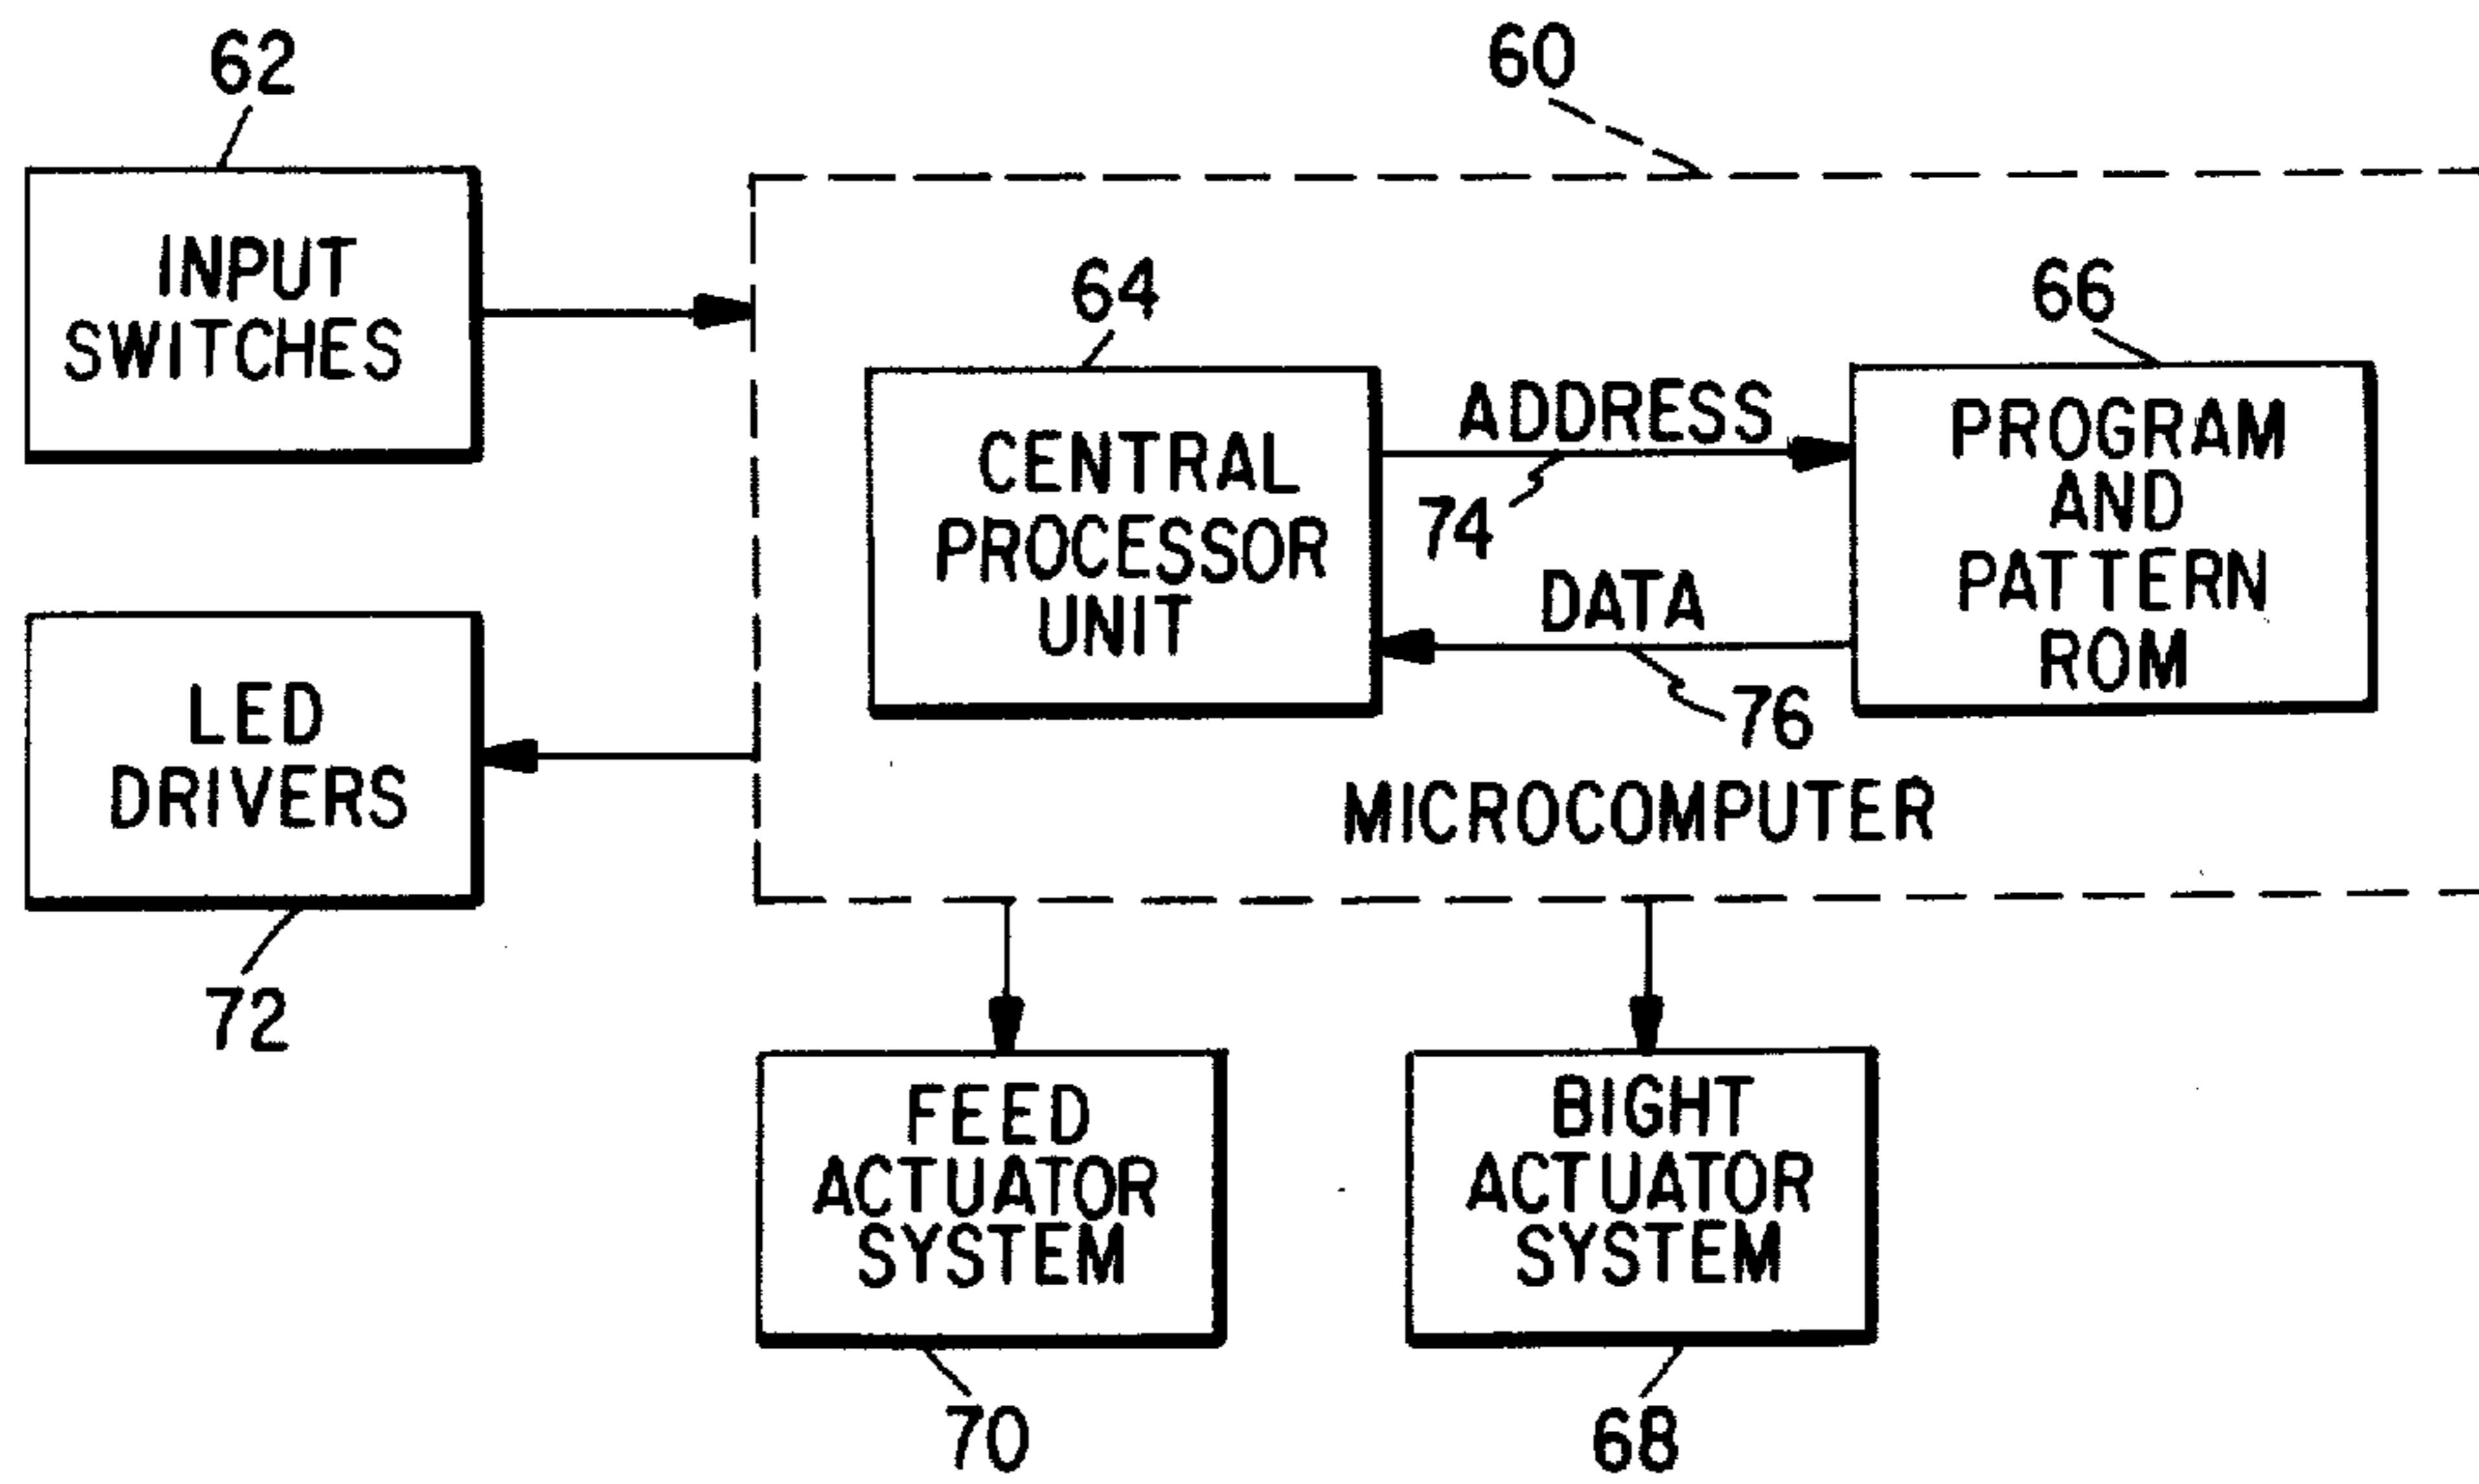 62
60
INPUT
SWITCHES
64
66
CENTRAL
PROCESSOR
UNIT
ADDRESS
74
DATA
76
PROGRAM
AND
PATTERN
ROM
LED
DRIVERS
72
MICROCOMPUTER
FEED
ACTUATOR
SYSTEM
70
BIGHT
ACTUATOR
SYSTEM
68